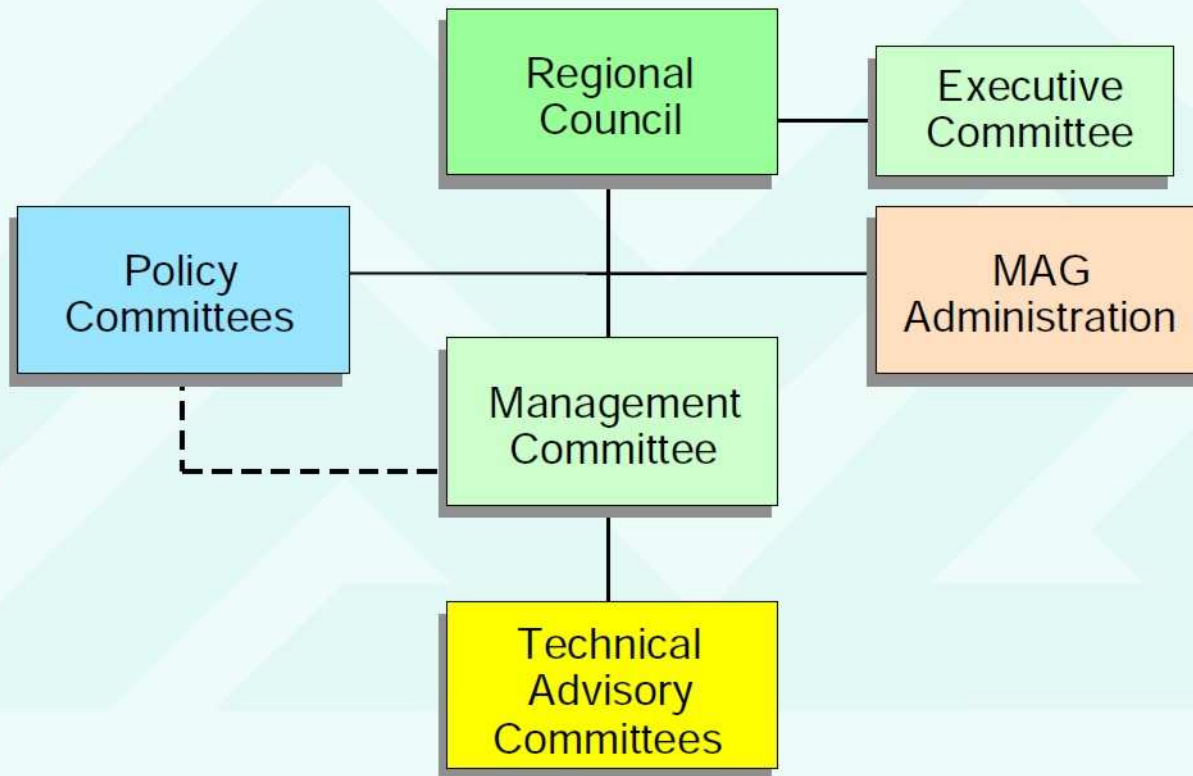 Regional
Council
Executive
Committee
Policy
Committees
MAG
Administration
Management
Committee
Technical
Advisory
Committees